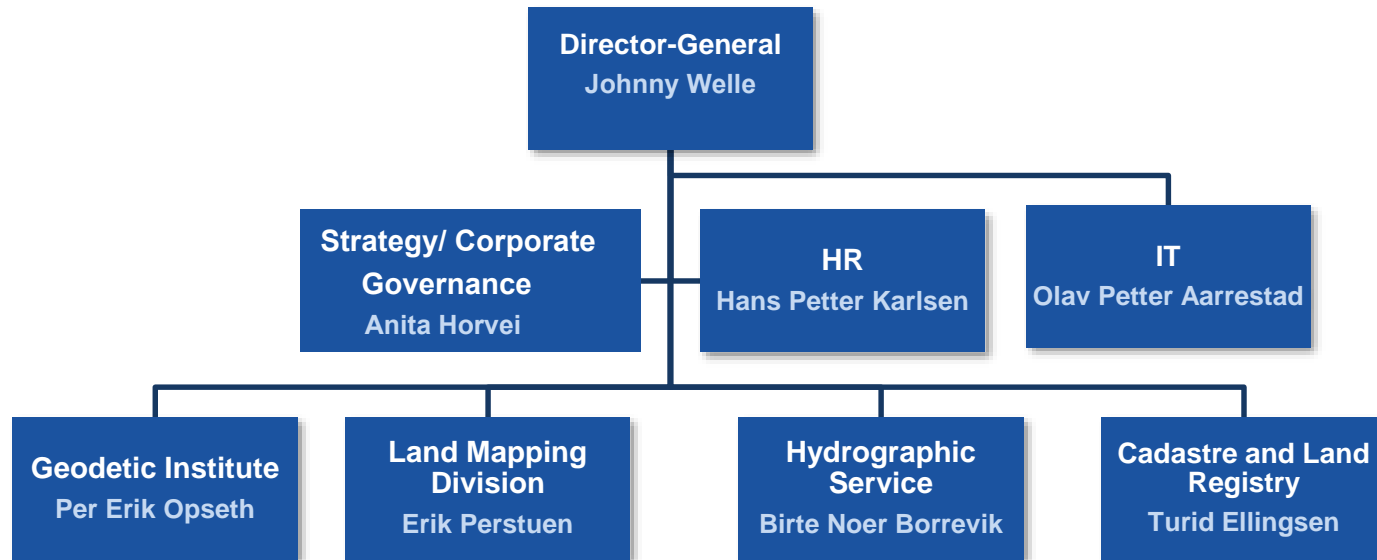 Director-General
Johnny Welle
Strategy/ Corporate
Governance
Anita Horvei
HR
Hans Petter Karlsen
IT
Olav Petter Aarrestad
Geodetic Institute
Per Erik Opseth
Land Mapping
Division
Erik Perstuen
Hydrographic
Service
Birte Noer Borrevik
Cadastre and Land
Registry
Turid Ellingsen